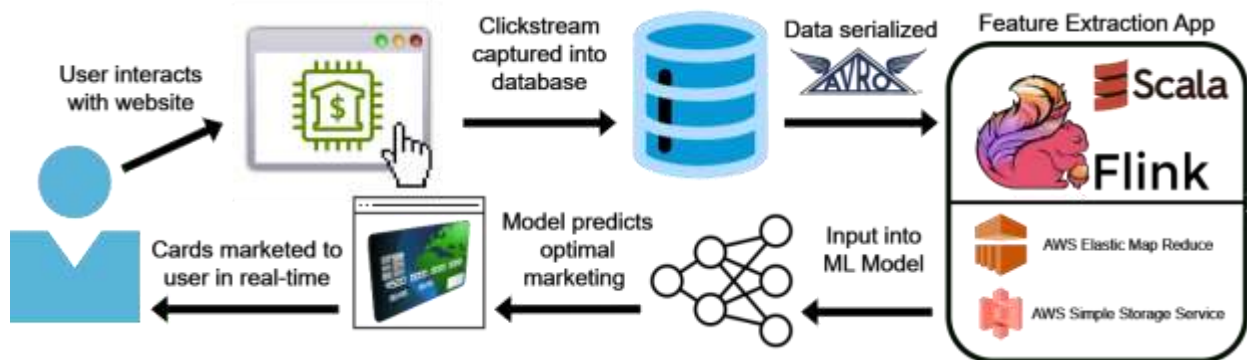 User interacts
with website
$
Clickstream
captured into
database
Data serialized
AVRO
Feature Extraction App
Scala
Flink
AWS Elastic Map Reduce
AWS Simple Storage Service
Input into
ML Model
Model predicts
optimal
marketing
Cards marketed to
user in real-time